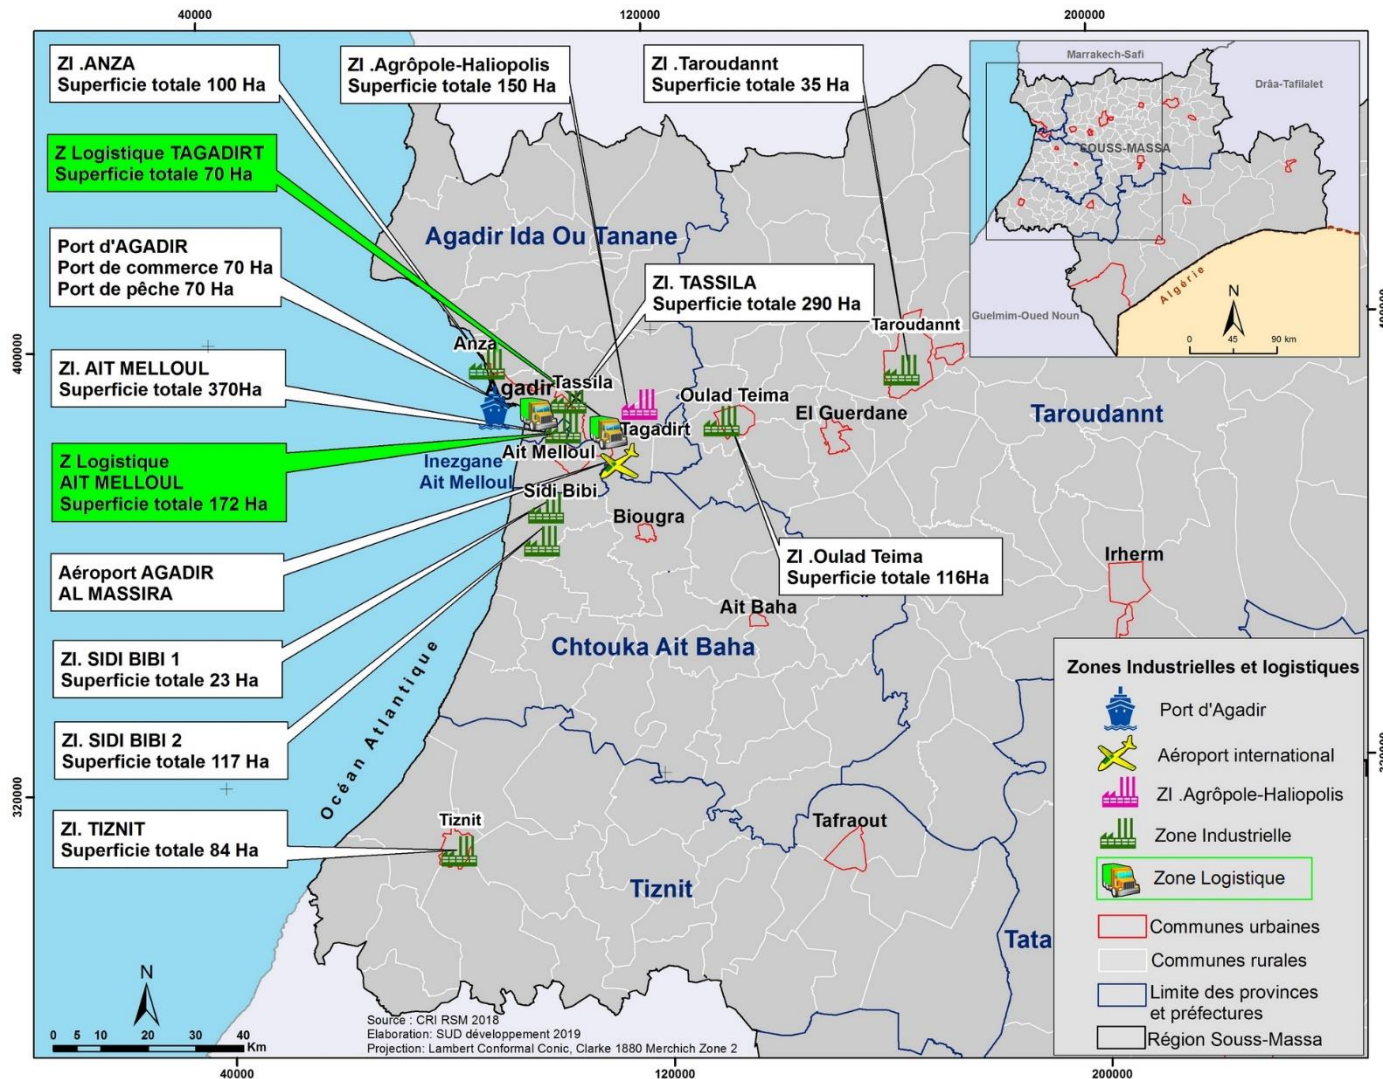 40000
120000
200000
ZI .ANZA
Superficie totale 100 Ha
ZI .Agrôpole-Haliopolis
Superficie totale 150 Ha
ZI .Taroudannt
Superficie totale 35 Ha
Marrakech-Safi
Drâa-Tafilalet
SOUSS-MASSA
Algérie
Guelmim-Oued Noun
N
0 45 90 km
Z Logistique TAGADIRT
Superficie totale 70 Ha
Port d'AGADIR
Port de commerce 70 Ha
Port de pêche 70 Ha
Agadir Ida Ou Tanane
ZI. TASSILA
Superficie totale 290 Ha
400000
400000
ZI. AIT MELLOUL
Superficie totale 370Ha
Anza
Agadir
Tassila
Taroudannt
Oulad Teima
El Guerdane
Taroudannt
Tagadirt
Ait Melloul
Inezgane
Ait Melloul
Z Logistique
AIT MELLOUL
Superficie totale 172 Ha
Sidi Bibi
Biougra
ZI .Oulad Teima
Superficie totale 116Ha
Irherm
Aéroport AGADIR
AL MASSIRA
Ait Baha
Chtouka Ait Baha
ZI. SIDI BIBI 1
Superficie totale 23 Ha
ZI. SIDI BIBI 2
Superficie totale 117 Ha
Océan Atlantique
320000
320000
ZI. TIZNIT
Superficie totale 84 Ha
Tiznit
Tafraout
Tiznit
Tata
Zones Industrielles et logistiques
Port d'Agadir
Aéroport international
ZI .Agrôpole-Haliopolis
Zone Industrielle
Zone Logistique
Communes urbaines
Communes rurales
Limite des provinces
et préfectures
Région Souss-Massa
N
0 5 10 20 30 40
Km
Source : CRI RSM 2018
Elaboration: SUD développement 2019
Projection: Lambert Conformal Conic, Clarke 1880 Merchich Zone 2
40000
120000
200000